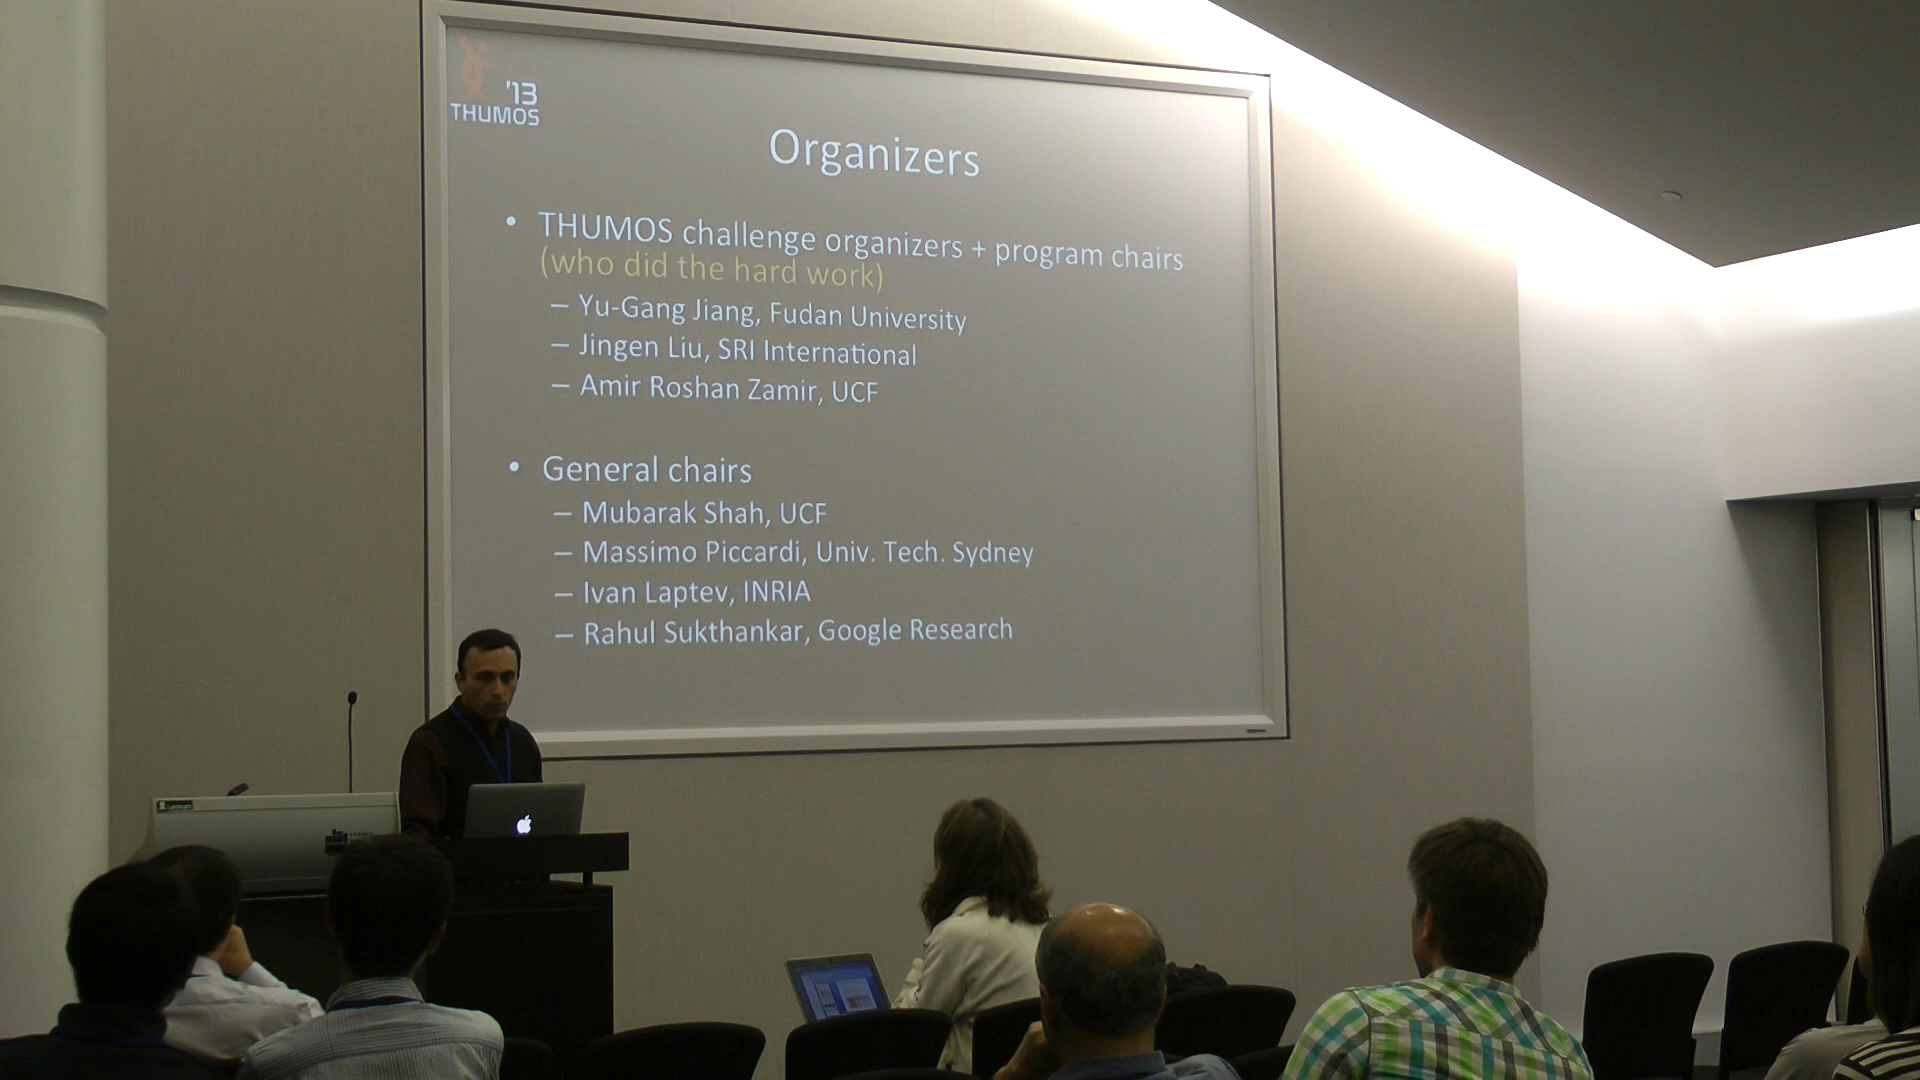 '13
THUMOS
Organizers
• THUMOS challenge organizers + program chairs
(who did the hard work)
– Yu-Gang Jiang, Fudan University
– Jingen Liu, SRI International
– Amir Roshan Zamir, UCF
• General chairs
– Mubarak Shah, UCF
– Massimo Piccardi, Univ. Tech. Sydney
– Ivan Laptev, INRIA
– Rahul Sukthankar, Google Research